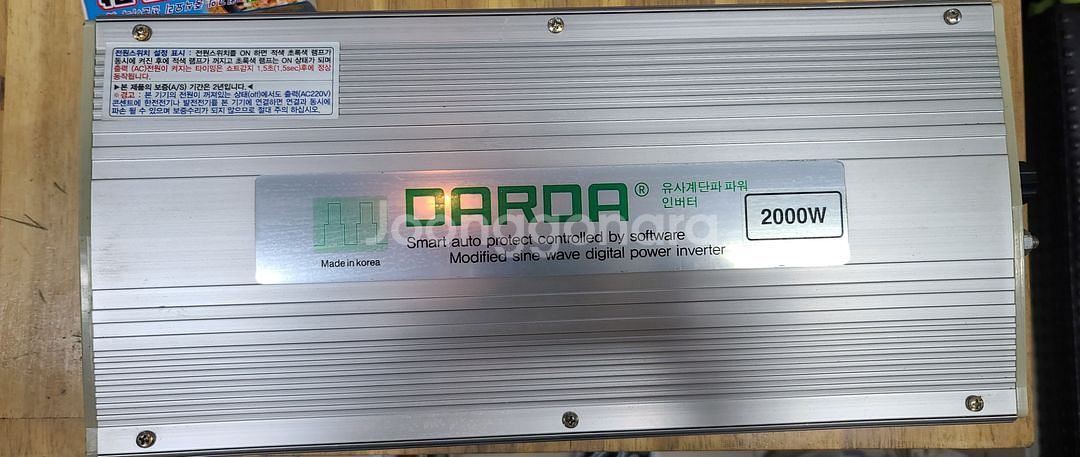 전원스위치 설정 표시 : 전원스위치를 ON 하면 적색 초록색 램프가
동시에 켜진 후에 적색 램프가 꺼지고 초록색 램프는 ON 상태가 되며
출력 (AC)전원이 켜지는 타이밍은 쇼트감지 1,5초(1,5sec)후에 정상
동작됩니다.
▶본 제품의 보증(A/S) 기간은 2년입니다.◀
※경고 : 본 기기의 전원이 꺼져있는 상태(off)에서도 출력(AC220V)
콘센트에 한전전기나 발전전기를 본 기기에 연결하면 연결과 동시에
파손 될 수 있으며 보증수리가 되지 않으므로 절대 주의 하십시오.
DARDA ®
유사계단파 파워
인버터
2000W
Joonggonara
Smart auto protect controlled by software
Modified sine wave digital power inverter
Made in korea